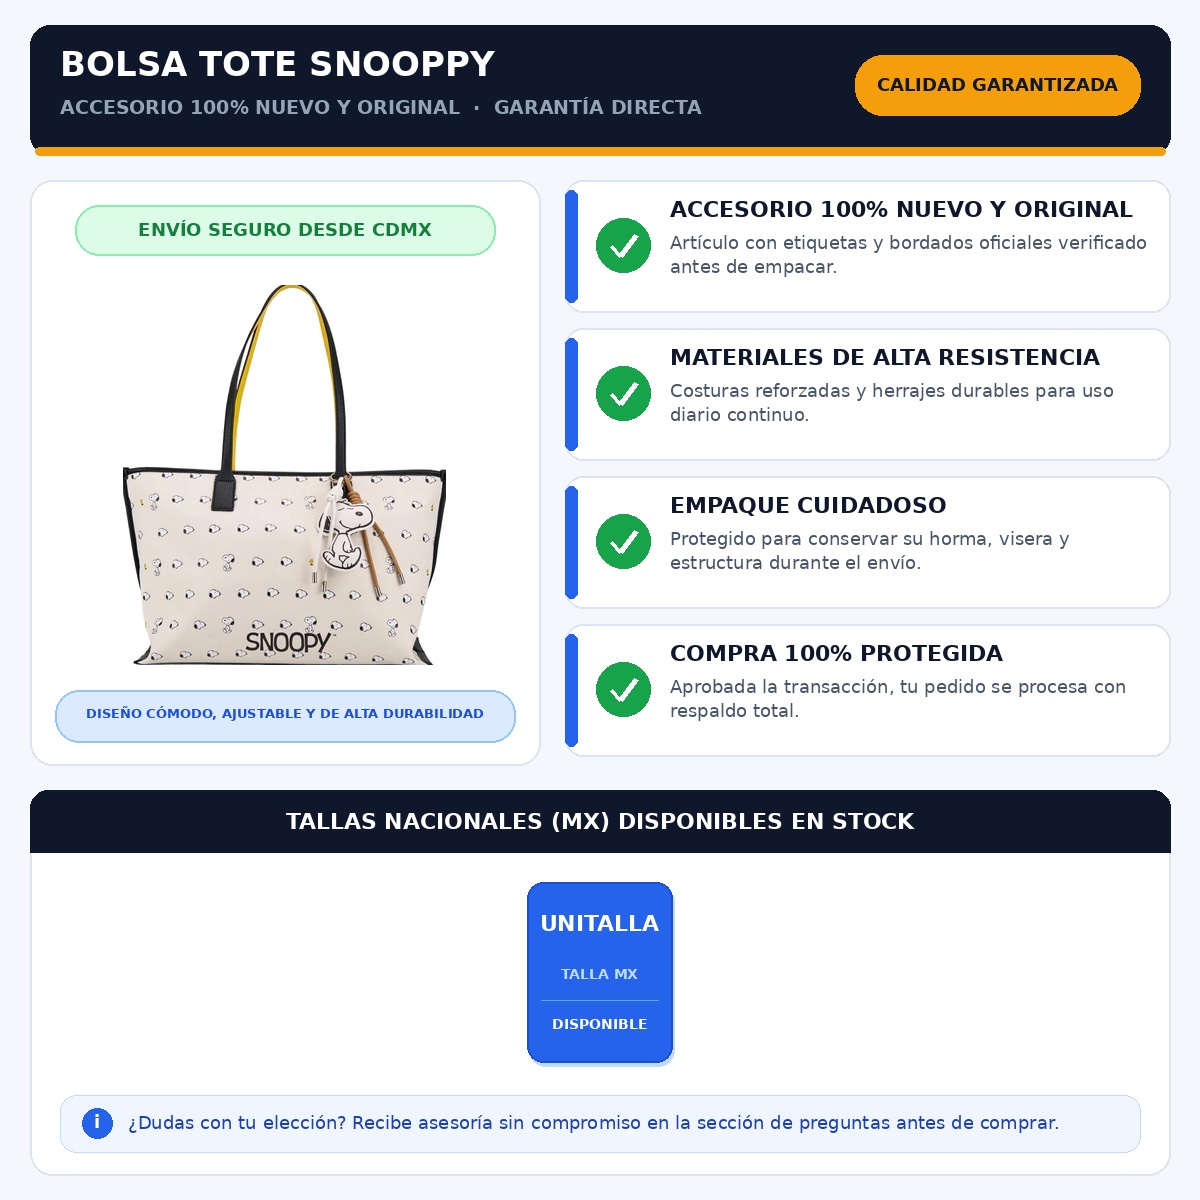 BOLSA TOTE SNOOPPY
ACCESORIO 100% NUEVO Y ORIGINAL · GARANTÍA DIRECTA
CALIDAD GARANTIZADA
ENVÍO SEGURO DESDE CDMX
SNOOPY
DISEÑO CÓMODO, AJUSTABLE Y DE ALTA DURABILIDAD
ACCESORIO 100% NUEVO Y ORIGINAL
Artículo con etiquetas y bordados oficiales verificado
antes de empacar.
MATERIALES DE ALTA RESISTENCIA
Costuras reforzadas y herrajes durables para uso
diario continuo.
EMPAQUE CUIDADOSO
Protegido para conservar su horma, visera y
estructura durante el envío.
COMPRA 100% PROTEGIDA
Aprobada la transacción, tu pedido se procesa con
respaldo total.
TALLAS NACIONALES (MX) DISPONIBLES EN STOCK
UNITALLA
TALLA MX
DISPONIBLE
i ¿Dudas con tu elección? Recibe asesoría sin compromiso en la sección de preguntas antes de comprar.